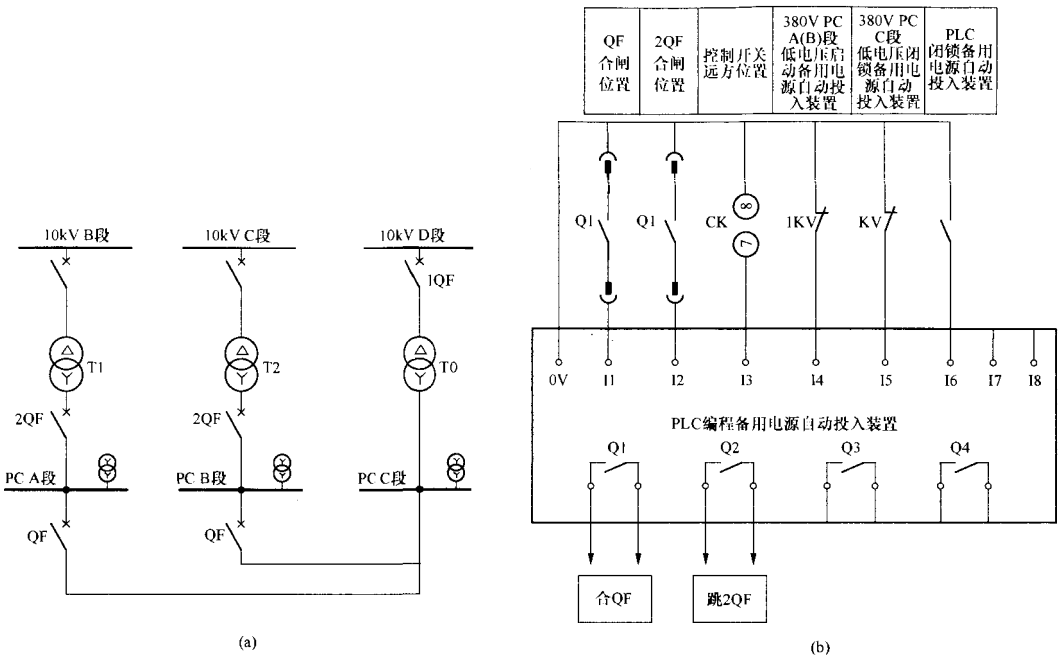 10kV B段
10kV C段
10kV D段
1QF
T1
T2
T0
2QF
2QF
PC A段
PC B段
PC C段
QF
QF
(a)
QF
合闸
位置
2QF
合闸
位置
控制开关
远方位置
380V PC
A(B)段
低电压启
动备用电
源自动投
入装置
380V PC
C段
低电压闭
锁备用电
源自动
投入装置
PLC
闭锁备用
电源自动
投入装置
Q1
Q1
CK
8
7
1KV
KV
0V
I1
I2
I3
I4
I5
I6
I7
I8
PLC编程备用电源自动投入装置
Q1
Q2
Q3
Q4
合QF
跳2QF
(b)